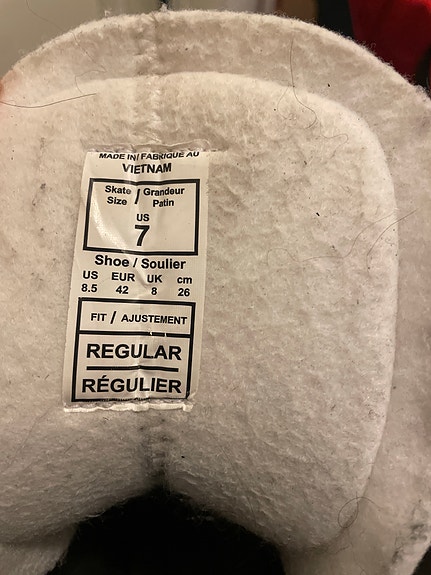 MADE IN/ FABRIQUÉ AU
VIETNAM
Skate / Grandeur
Size / Patin
US
7
Shoe / Soulier
US EUR UK cm
8.5 42 8 26
FIT / AJUSTEMENT
REGULAR
RÉGULIER